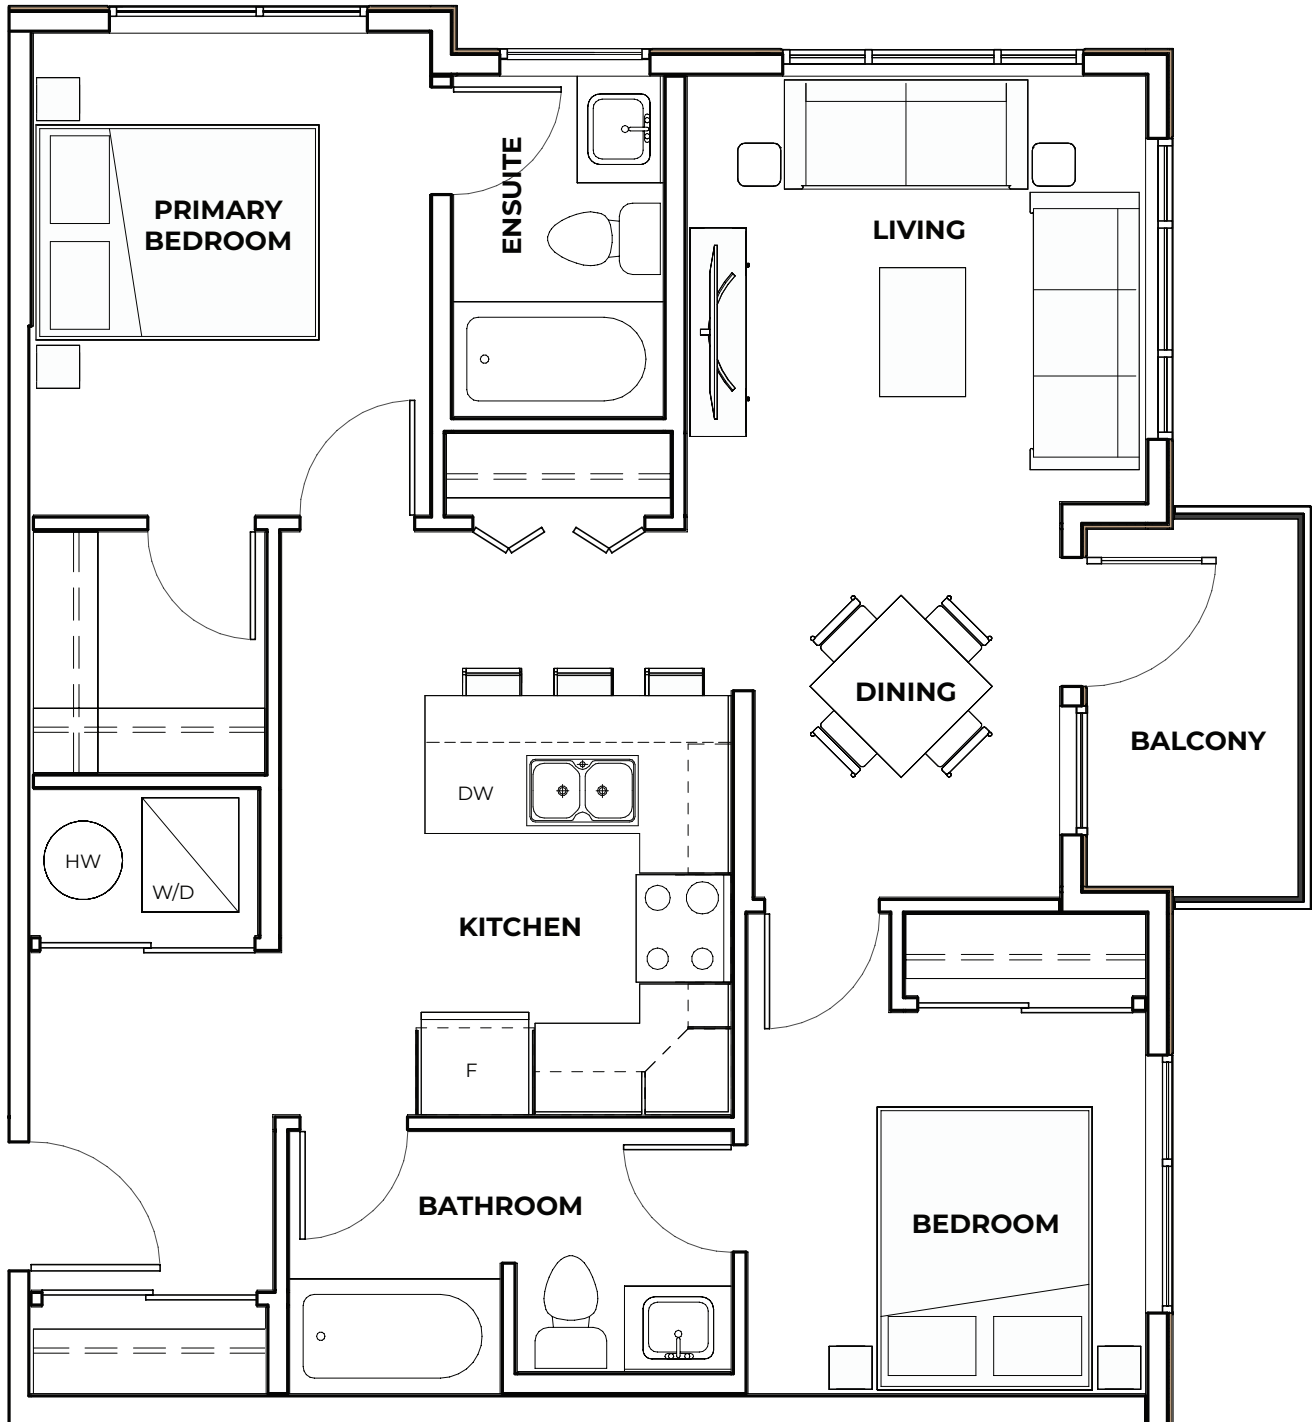 PRIMARY
BEDROOM
ENSUITE
LIVING
DINING
BALCONY
DW
HW
W/D
KITCHEN
F
BATHROOM
BEDROOM